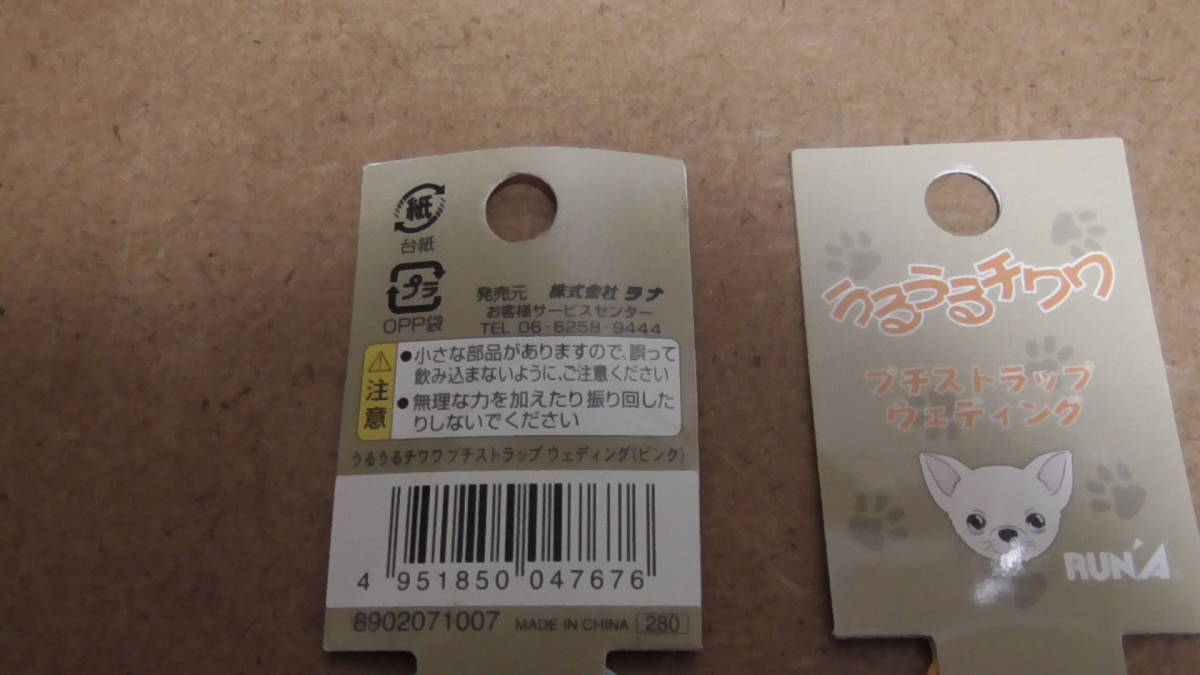 紙
台紙
プラ
OPP袋
発売元 株式会社 ラナ
お客様サービスセンター
TEL 06-6258-9444
注意
●小さな部品がありますので、誤って
飲み込まないように、ご注意ください
●無理な力を加えたり振り回した
りしないでください
うるうるチワワ プチストラップ ウェディング(ピンク)
4 951850 047676
8902071007 MADE IN CHINA 280
うるうるチワワ
プチストラップ
ウェディング
RUN'A